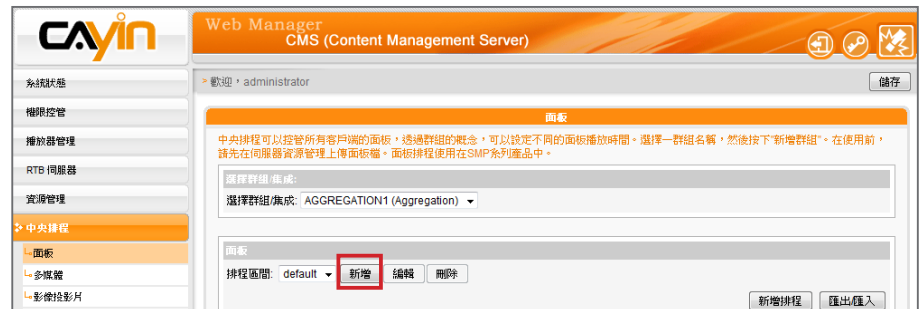 CAYIN
Web Manager
CMS (Content Management Server)
系統狀態
權限控管
播放器管理
RTB 伺服器
資源管理
中央排程
面板
多媒體
影像投影片
> 歡迎，administrator
儲存
面板
中央排程可以控管所有客戶端的面板，透過群組的概念，可以設定不同的面板播放時間。選擇一群組名稱，然後按下"新增群組"。在使用前，
請先在伺服器資源管理上傳面板檔。面板排程使用在SMP系列產品中。
選擇群組/集成:
選擇群組/集成: AGGREGATION1 (Aggregation)
面板
排程區間: default 新增 編輯 刪除
新增排程 匯出/匯入